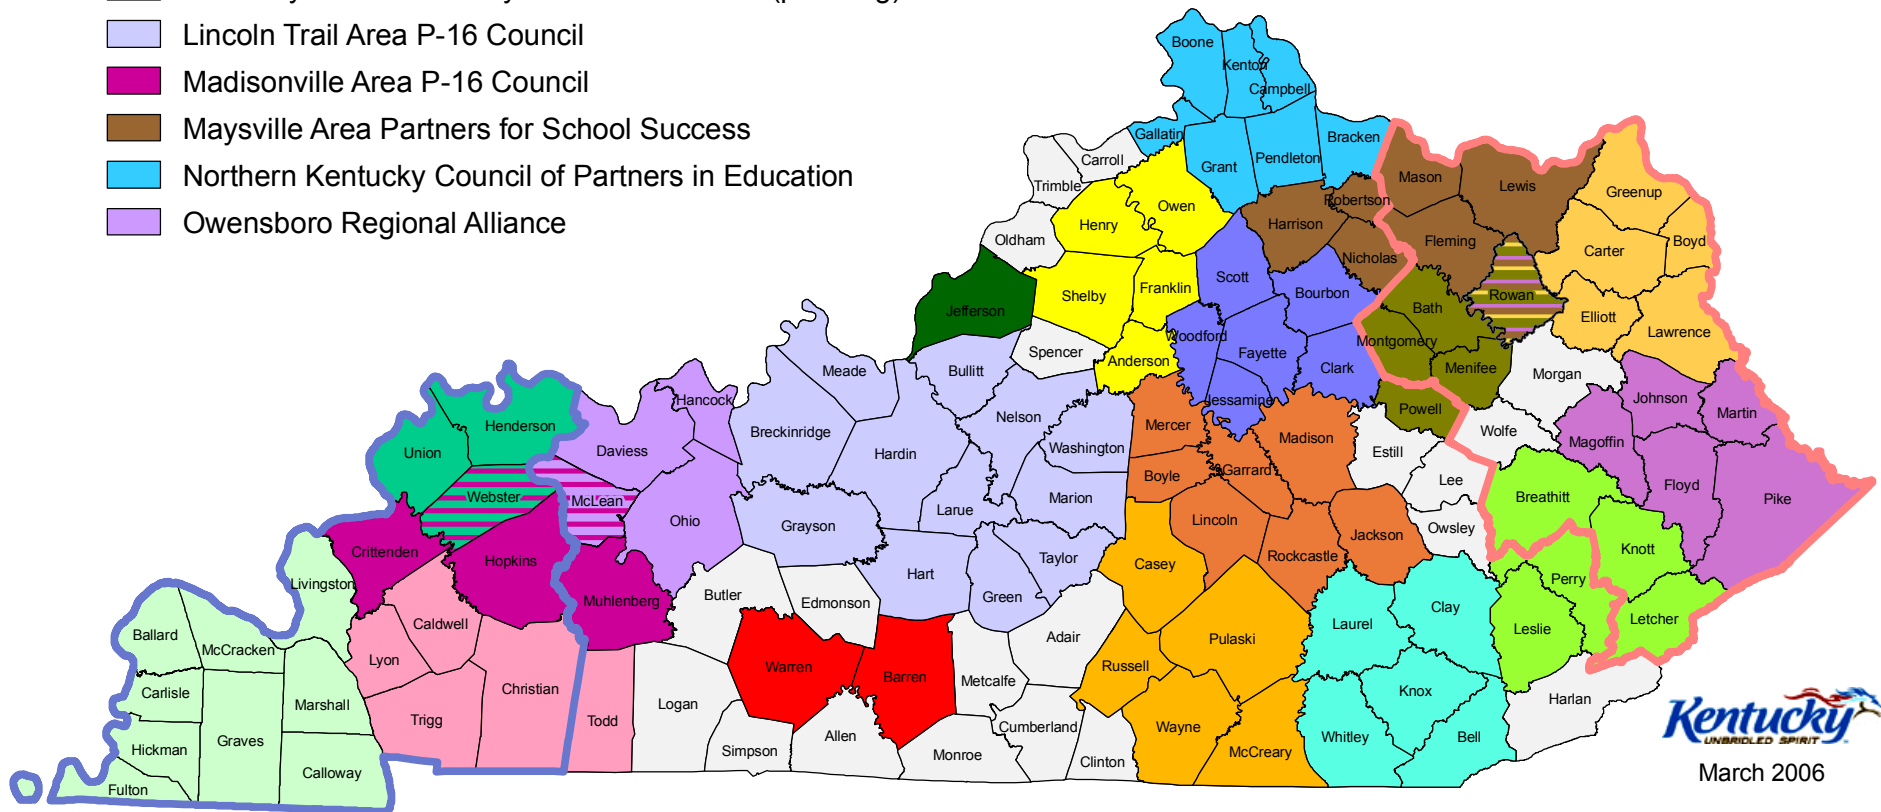 Lincoln Trail Area P-16 Council
Madisonville Area P-16 Council
Maysville Area Partners for School Success
Northern Kentucky Council of Partners in Education
Owensboro Regional Alliance
Boone
Kenton
Campbell
Gallatin
Bracken
Carroll
Grant
Pendleton
Trimble
Mason
Lewis
Greenup
Robertson
Owen
Henry
Harrison
Oldham
Fleming
Boyd
Carter
Nicholas
Scott
Shelby
Franklin
Bourbon
Rowan
Bath
Jefferson
Elliott
Lawrence
Woodford
Montgomery
Spencer
Fayette
Anderson
Clark
Menifee
Morgan
Meade
Bullitt
Johnson
Hancock
Jessamine
Powell
Martin
Nelson
Mercer
Henderson
Breckinridge
Madison
Wolfe
Magoffin
Washington
Union
Daviess
Hardin
Estill
Garrard
Boyle
Lee
Floyd
Webster
McLean
Marion
Breathitt
Pike
Larue
Ohio
Grayson
Lincoln
Owsley
Jackson
Crittenden
Knott
Hopkins
Taylor
Rockcastle
Casey
Hart
Perry
Livingston
Butler
Green
Muhlenberg
Edmonson
Clay
Letcher
Caldwell
Laurel
Leslie
Ballard
Adair
Pulaski
McCracken
Lyon
Warren
Russell
Barren
Metcalfe
Christian
Carlisle
Knox
Harlan
Marshall
Logan
Trigg
Todd
Cumberland
Wayne
Allen
Whitley
Bell
Graves
Hickman
Simpson
Monroe
McCreary
Clinton
Calloway
Fulton
Kentucky
UNBRIDLED SPIRIT
March 2006